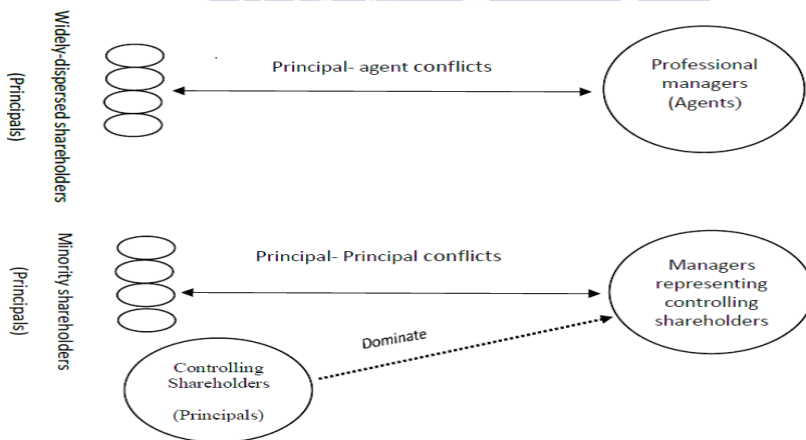 Widely-dispersed shareholders
(Principals)
Principal- agent conflicts
Professional
managers
(Agents)
Minority shareholders
(Principals)
Principal- Principal conflicts
Managers
representing
controlling
shareholders
Dominate
Controlling
Shareholders
(Principals)